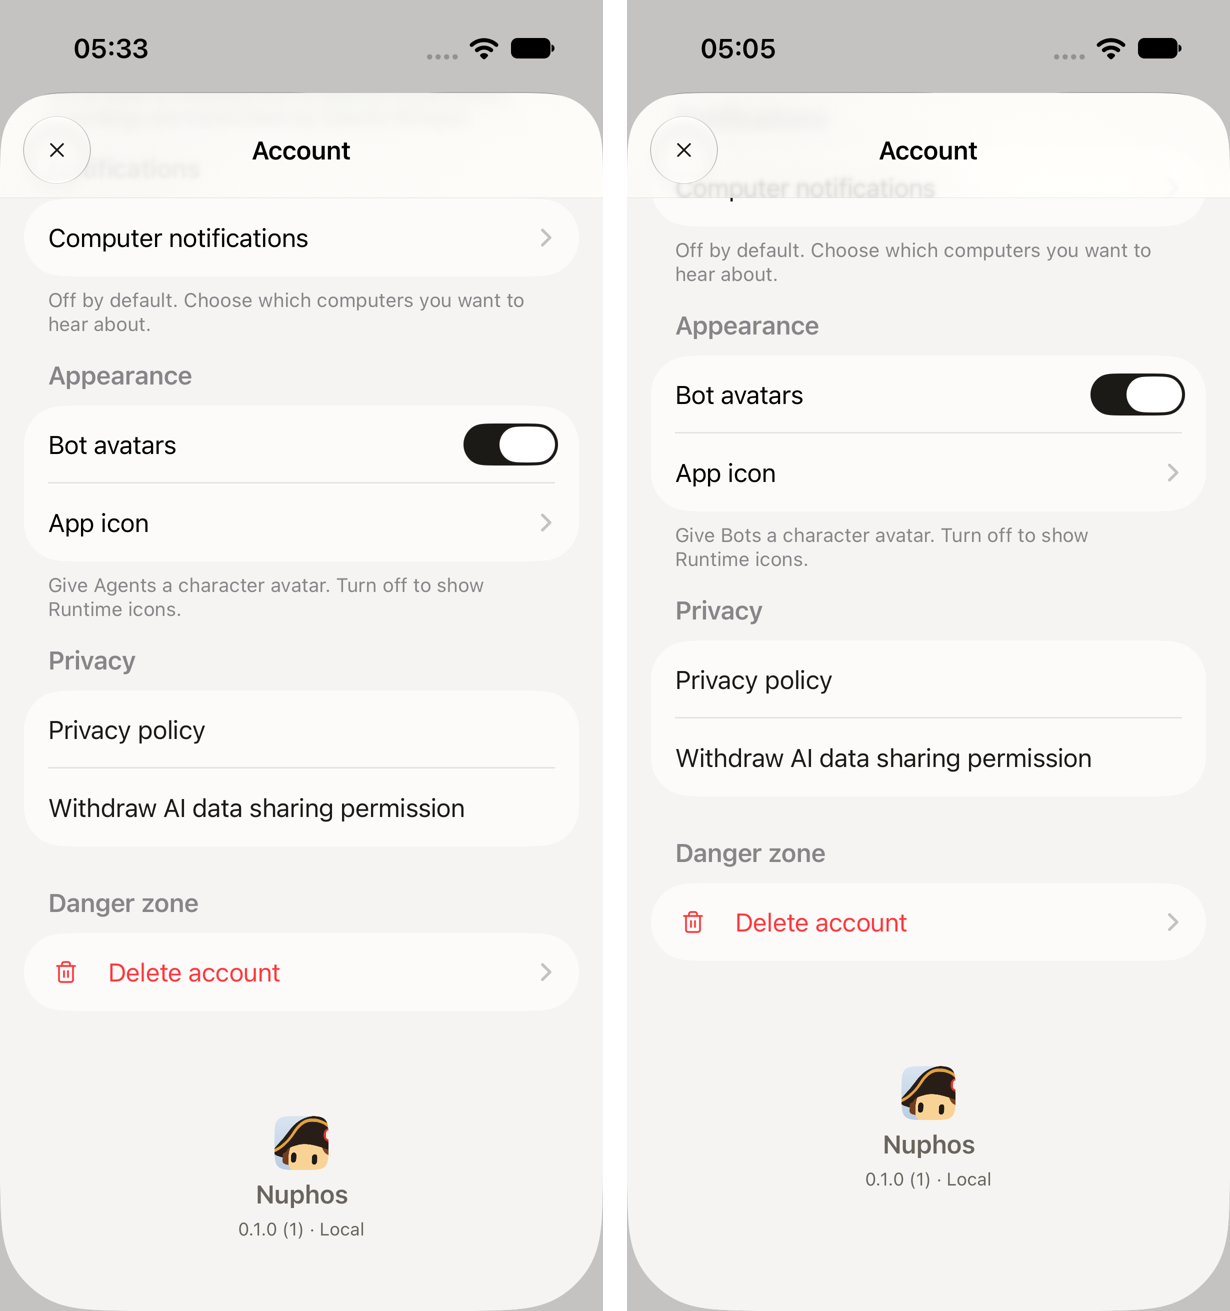 05:33
Account
Notifications
Computer notifications
Off by default. Choose which computers you want to
hear about.
Appearance
Bot avatars
App icon
Give Agents a character avatar. Turn off to show
Runtime icons.
Privacy
Privacy policy
Withdraw AI data sharing permission
Danger zone
Delete account
Nuphos
0.1.0 (1) · Local
05:05
Account
Computer notifications
Off by default. Choose which computers you want to
hear about.
Appearance
Bot avatars
App icon
Give Bots a character avatar. Turn off to show
Runtime icons.
Privacy
Privacy policy
Withdraw AI data sharing permission
Danger zone
Delete account
Nuphos
0.1.0 (1) · Local